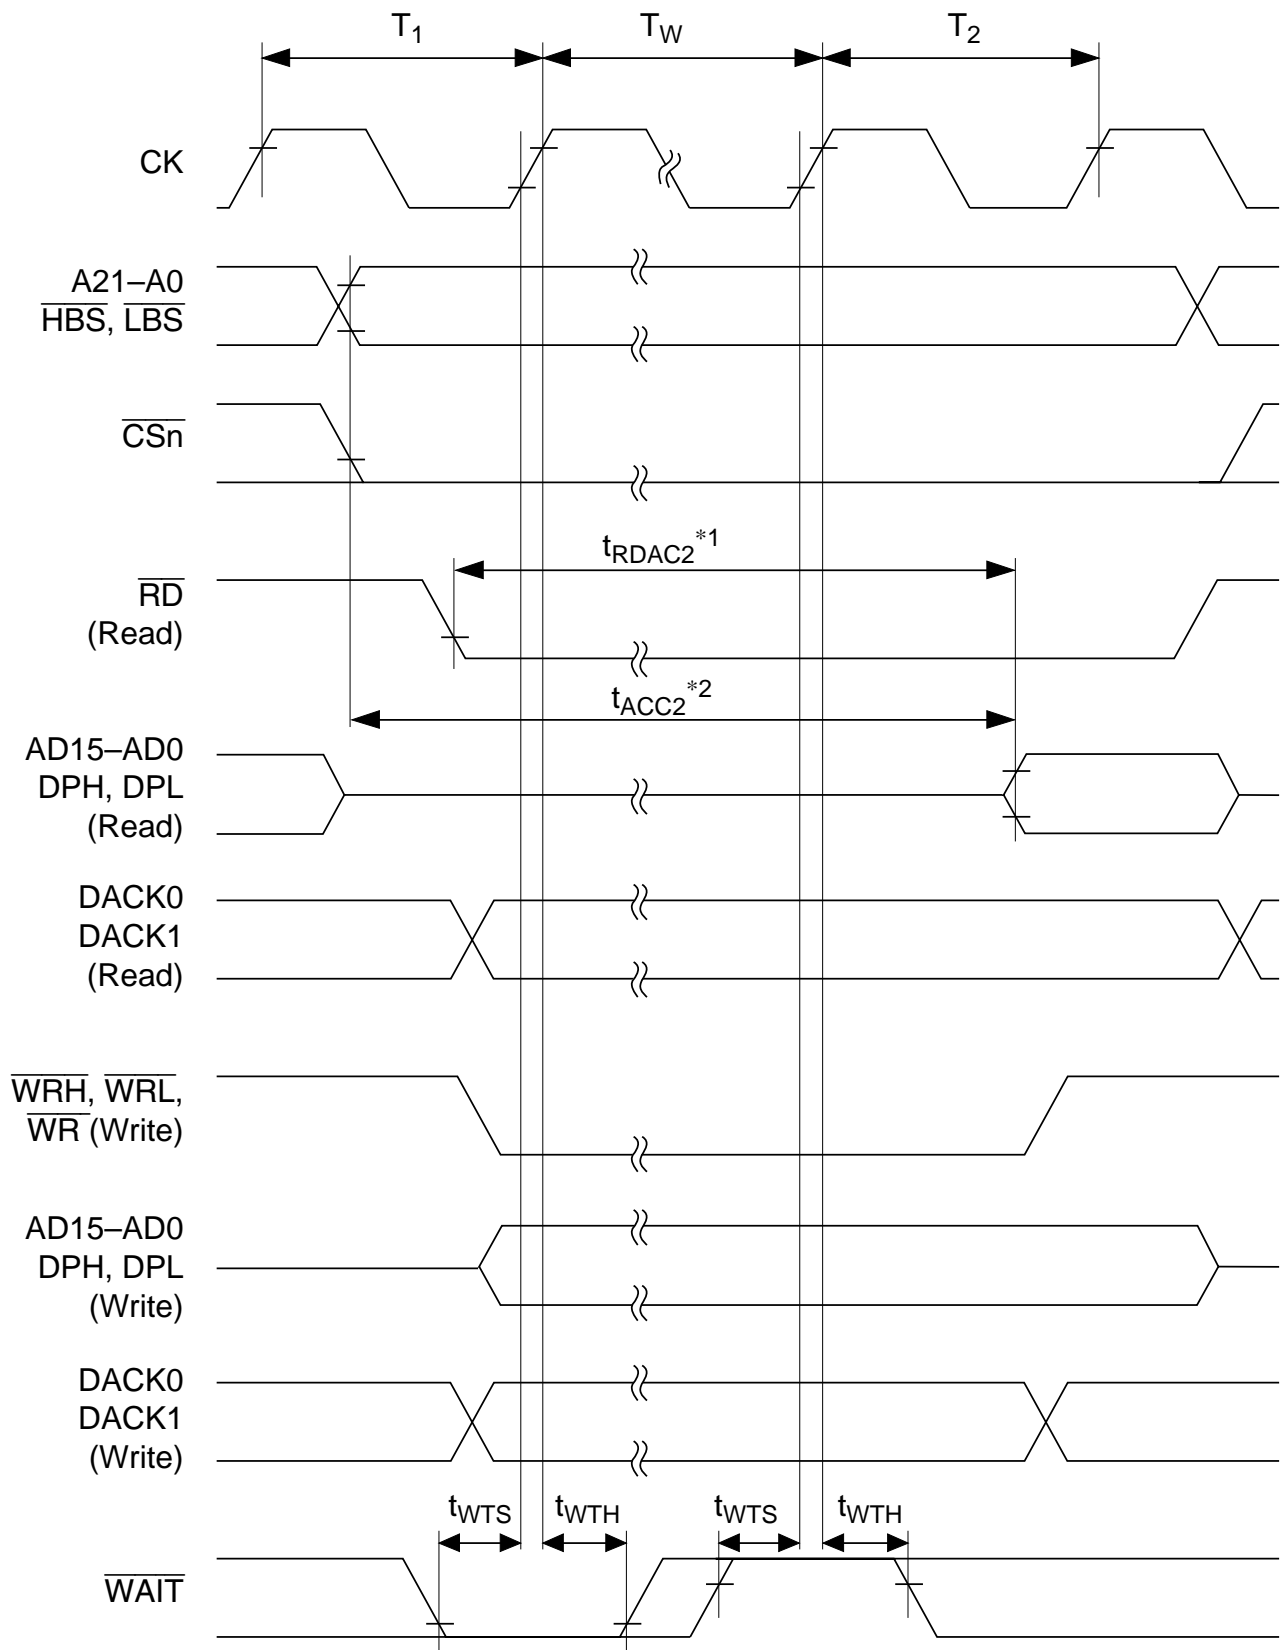 T1 TW T2
CK
A21–A0
HBS, LBS
CSn
tRDAC2*1
RD
(Read)
tACC2*2
AD15–AD0
DPH, DPL
(Read)
DACK0
DACK1
(Read)
WRH, WRL,
WR (Write)
AD15–AD0
DPH, DPL
(Write)
DACK0
DACK1
(Write)
tWTS tWTH tWTS tWTH
WAIT